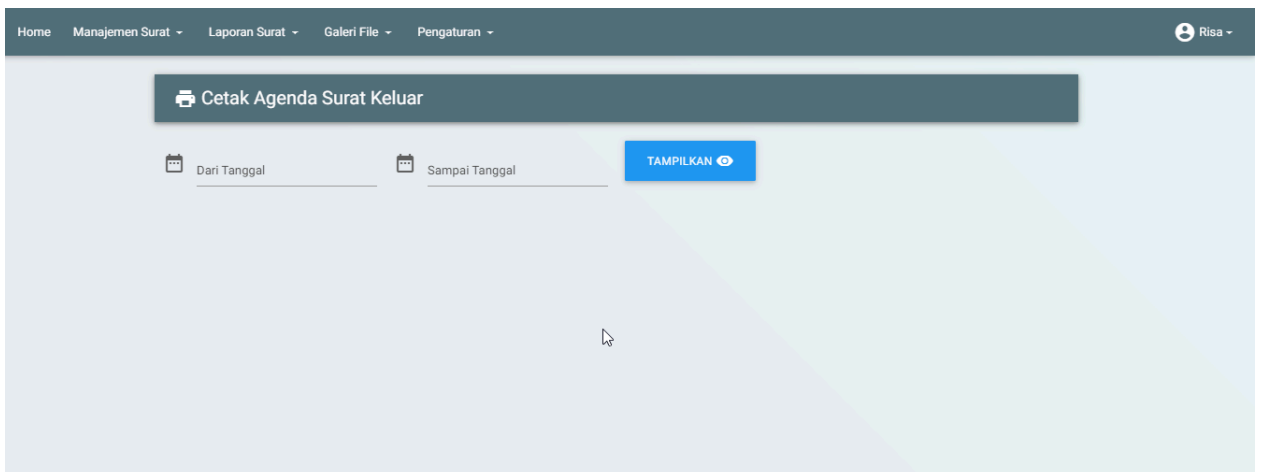 Home Manajemen Surat Laporan Surat Galeri File Pengaturan Risa
Cetak Agenda Surat Keluar
Dari Tanggal Sampai Tanggal TAMPILKAN